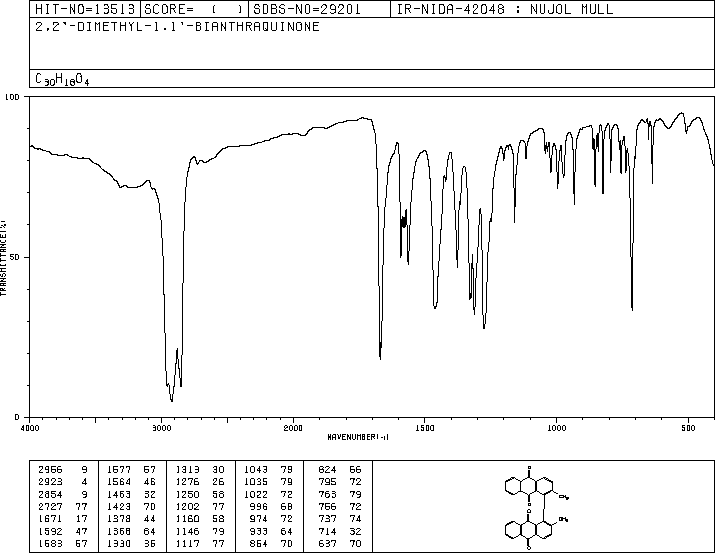 HIT-NO=13513 SCORE= ( ) SDBS-NO=29201 IR-NIDA-42048 : NUJOL MULL
2,2'-DIMETHYL-1,1'-BIANTHRAQUINONE
C30H18O4
100
50
0
TRANSMITTANCE(%)
4000 3000 2000 1500 1000 500
WAVENUMBER(-1)
2956 9 1577 57 1313 30 1043 79 824 66
2923 4 1564 46 1276 26 1035 79 795 72
2854 9 1463 32 1250 58 1022 72 763 79
2727 77 1423 70 1202 77 996 68 756 72
1671 17 1378 44 1160 58 974 72 737 74
1592 47 1368 64 1146 79 933 64 714 32
1583 57 1330 36 1117 77 854 70 637 70
O
O
CH3
O
CH3
O